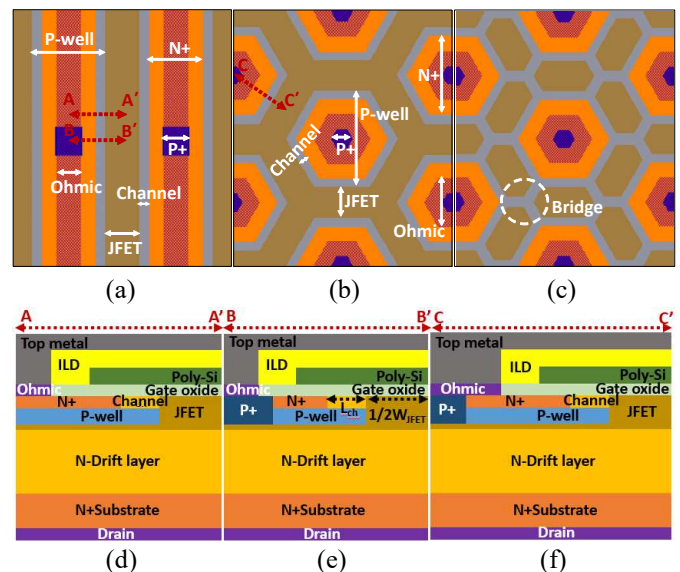 P-well
N+
A
A′
B
B′
P+
Ohmic
Channel
JFET
C
C′
N+
P-well
Channel
P+
JFET
Ohmic
Bridge
(a)
(b)
(c)
A
A′
B
B′
C
C′
Top metal
ILD
Poly-Si
Ohmic
Gate oxide
N+
Channel
P-well
JFET
N-Drift layer
N+Substrate
Drain
Top metal
ILD
Poly-Si
Ohmic
Gate oxide
P+
N+
Lch
1/2WJFET
P-well
N-Drift layer
N+Substrate
Drain
Top metal
ILD
Poly-Si
Ohmic
Gate oxide
P+
N+
Channel
P-well
JFET
N-Drift layer
N+Substrate
Drain
(d)
(e)
(f)